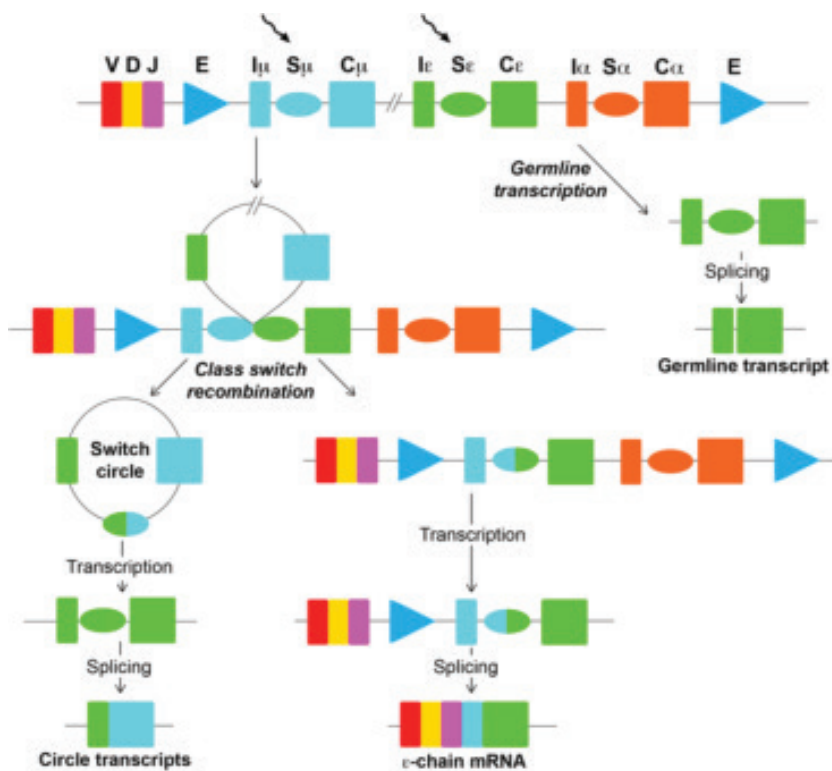 V D J E Iμ Sμ Cμ Iε Sε Cε Iα Sα Cα E
Germline
transcription
Splicing
Germline transcript
Class switch
recombination
Switch
circle
Transcription
Splicing
Circle transcripts
Transcription
Splicing
ε-chain mRNA